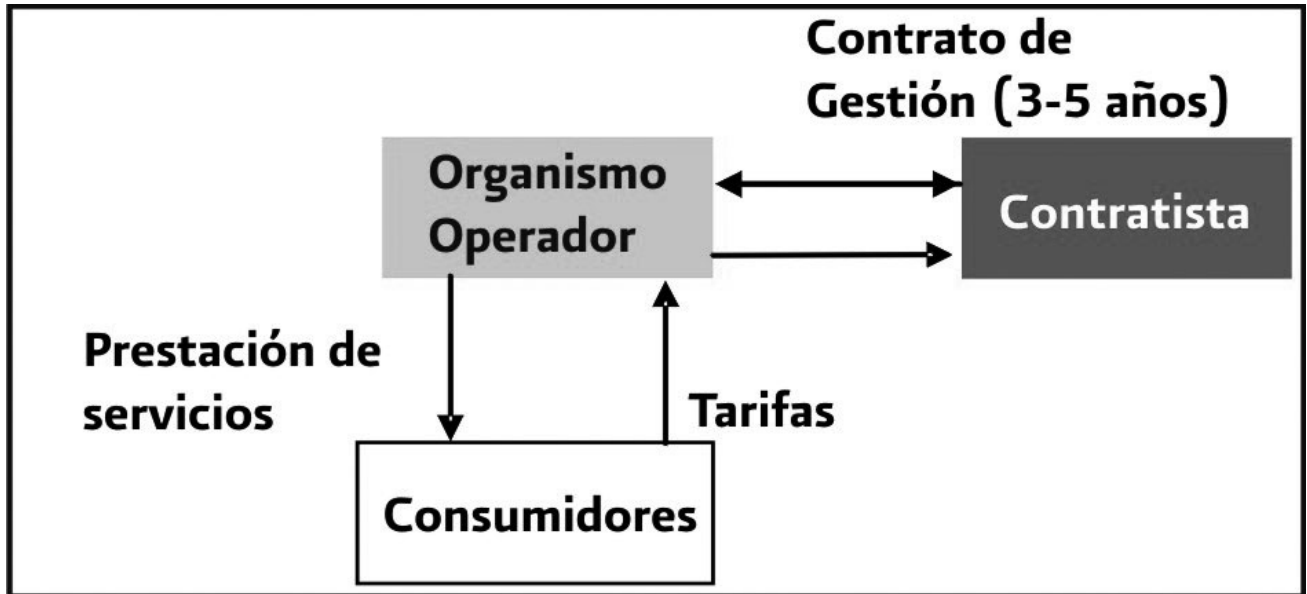 Contrato de
Gestión (3-5 años)
Organismo
Operador
Contratista
Prestación de
servicios
Tarifas
Consumidores